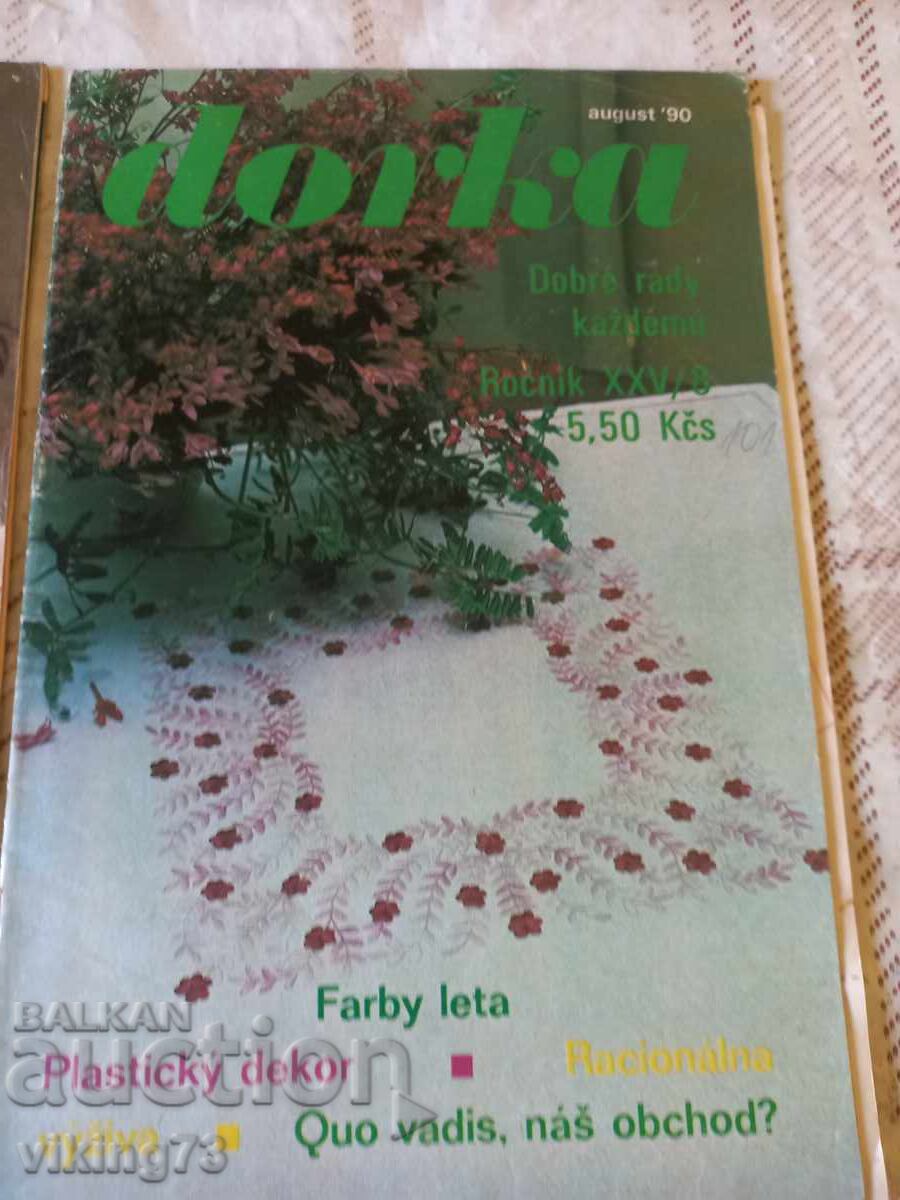 august '90
dorka
Dobré rady
každému
Ročník XXV/8
5,50 Kčs
101
Farby leta
Plastický dekor ■ Racionálna
výživa ■ Quo vadis, náš obchod?
BALKAN
auction
viking73